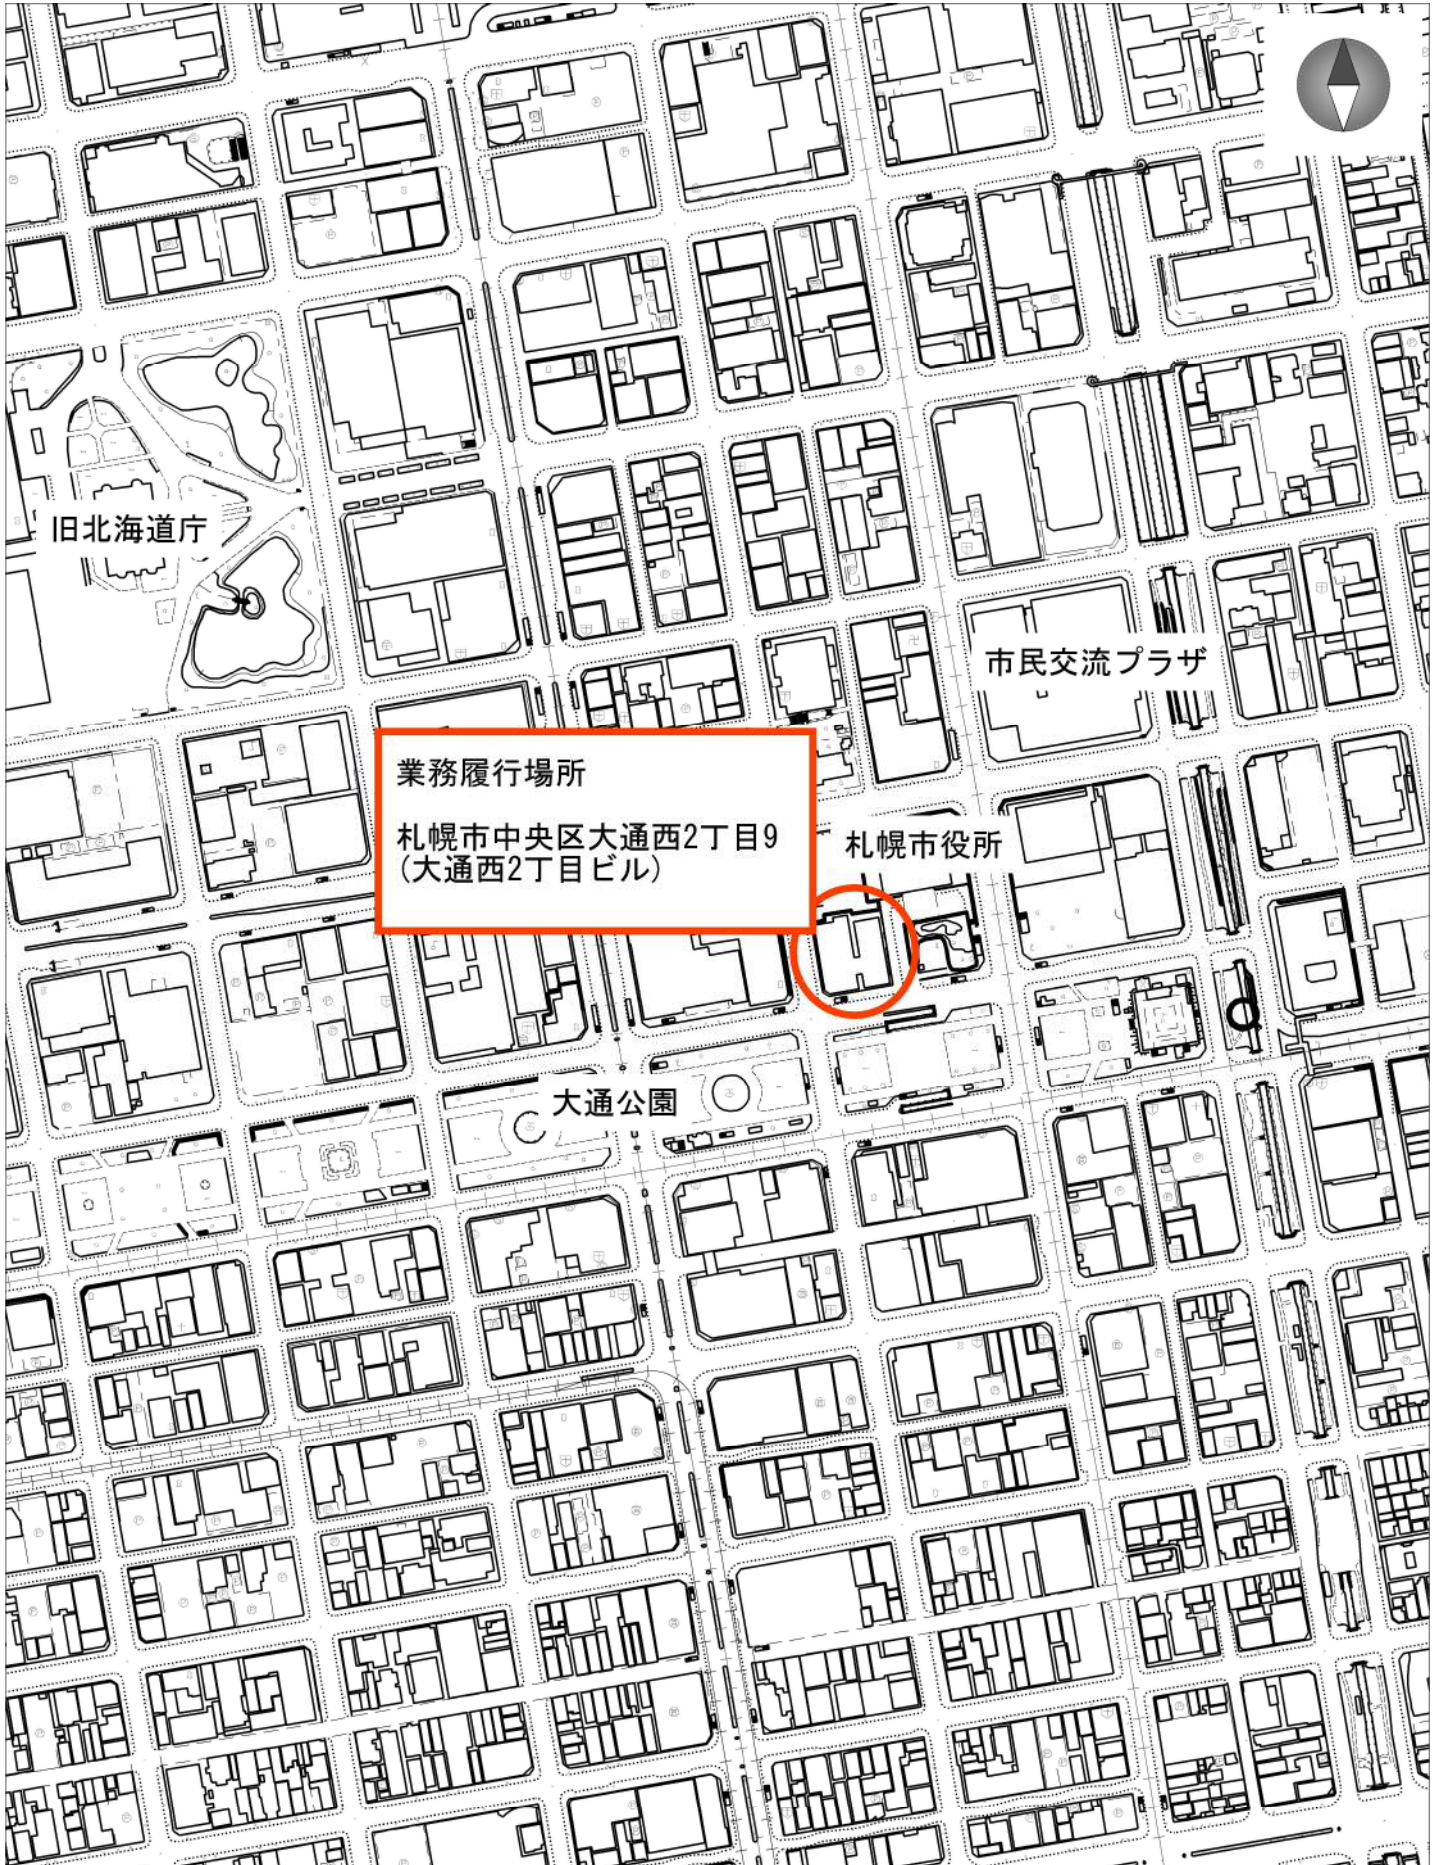 旧北海道庁
市民交流プラザ
業務履行場所
札幌市中央区大通西2丁目9
(大通西2丁目ビル)
札幌市役所
大通公園